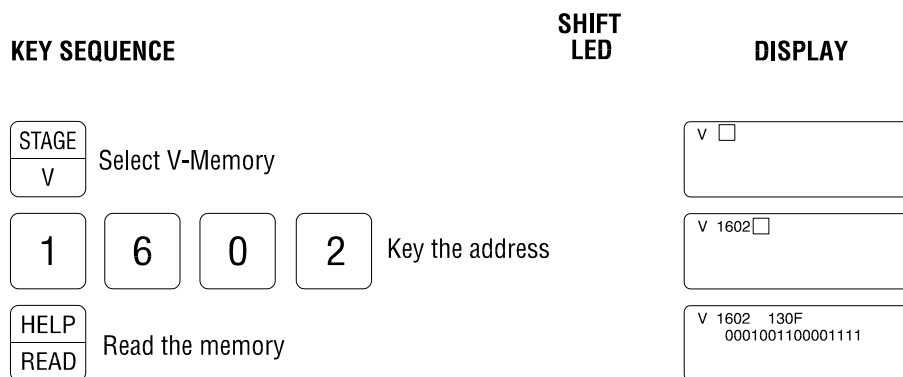 SHIFT
KEY SEQUENCE LED DISPLAY
STAGE
V
Select V-Memory
V
1 6 0 2 Key the address
V 1602
HELP
READ
Read the memory
V 1602 130F
0001001100001111